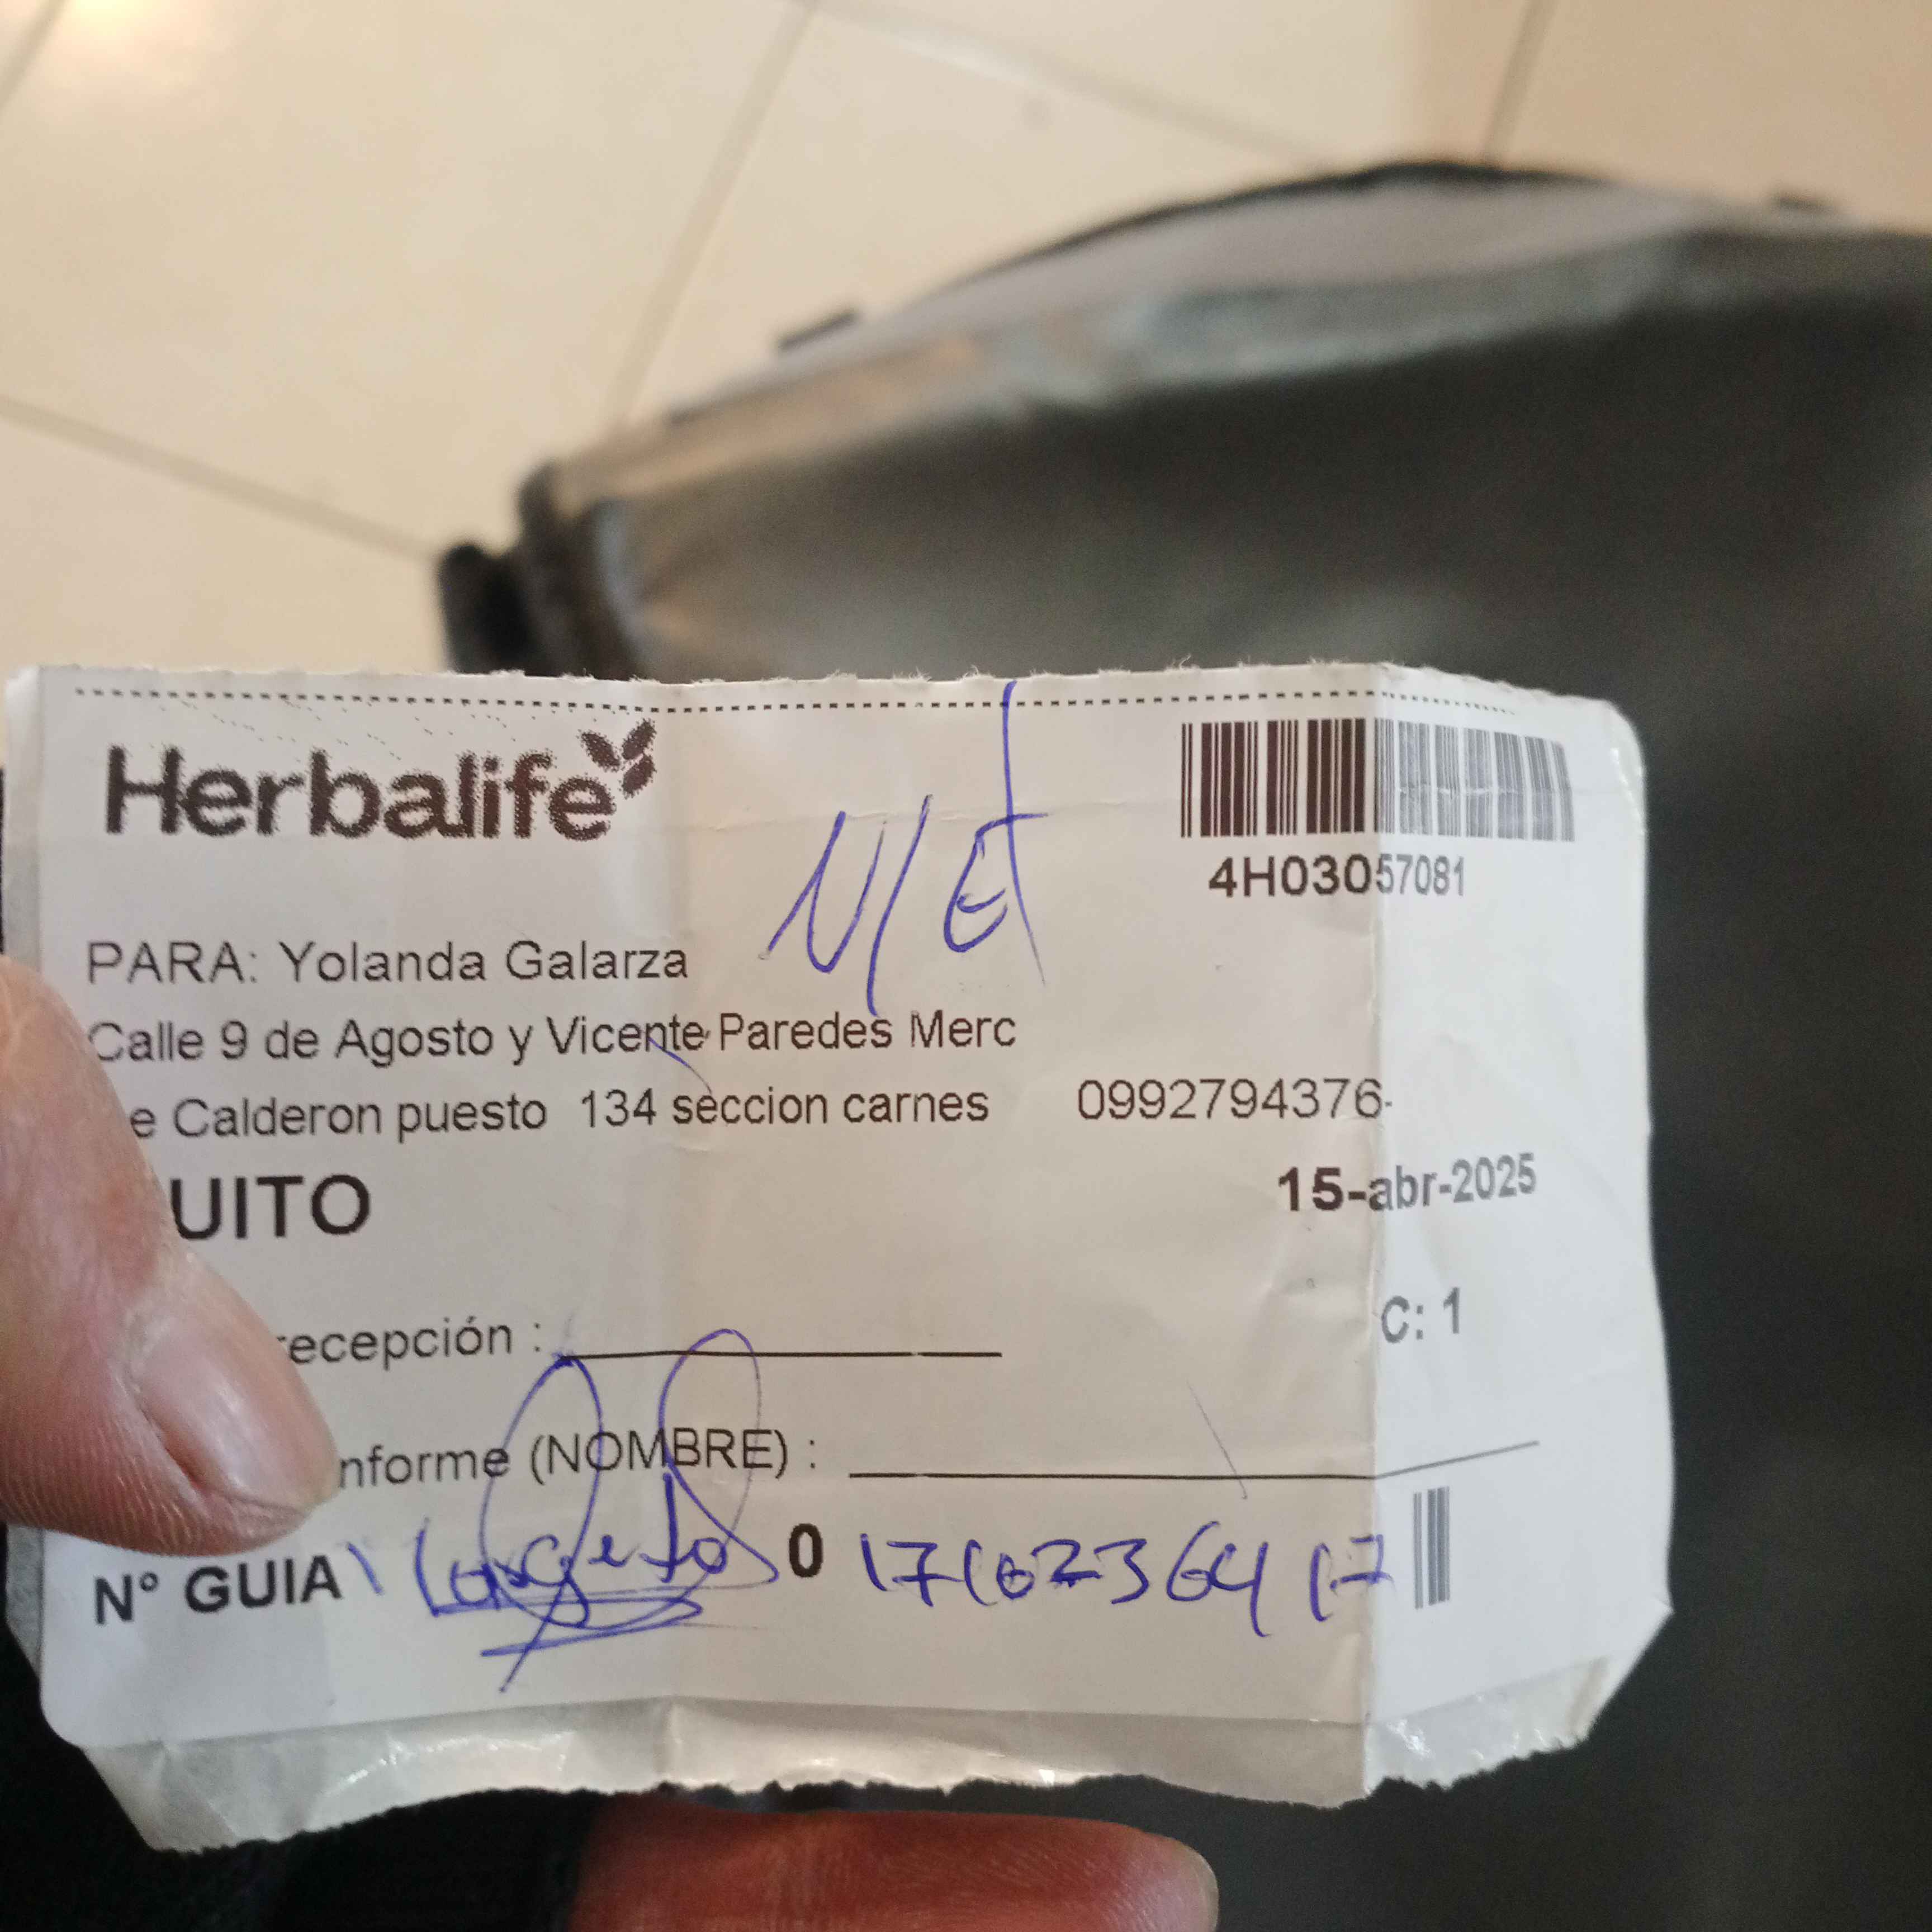 Herbalife
N/E
4H03057081
PARA: Yolanda Galarza
Calle 9 de Agosto y Vicente Paredes Merc
e Calderon puesto 134 seccion carnes 0992794376-
UITO
15-abr-2025
recepción :
C: 1
nforme (NOMBRE) :
N° GUIA 0